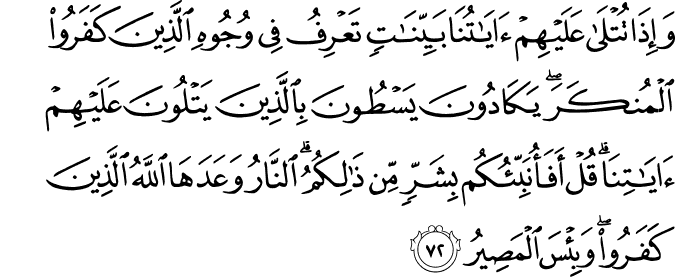 وَإِذَا تُتْلَىٰ عَلَيْهِمْ ءَايَـٰتُنَا بَيِّنَـٰتٍ تَعْرِفُ فِى وُجُوهِ ٱلَّذِينَ كَفَرُوا۟
ٱلْمُنكَرَ ۖ يَكَادُونَ يَسْطُونَ بِٱلَّذِينَ يَتْلُونَ عَلَيْهِمْ
ءَايَـٰتِنَا ۗ قُلْ أَفَأُنَبِّئُكُم بِشَرٍّ مِّن ذَٰلِكُمُ ۗ ٱلنَّارُ وَعَدَهَا ٱللَّهُ ٱلَّذِينَ
كَفَرُوا۟ ۖ وَبِئْسَ ٱلْمَصِيرُ ٧٢